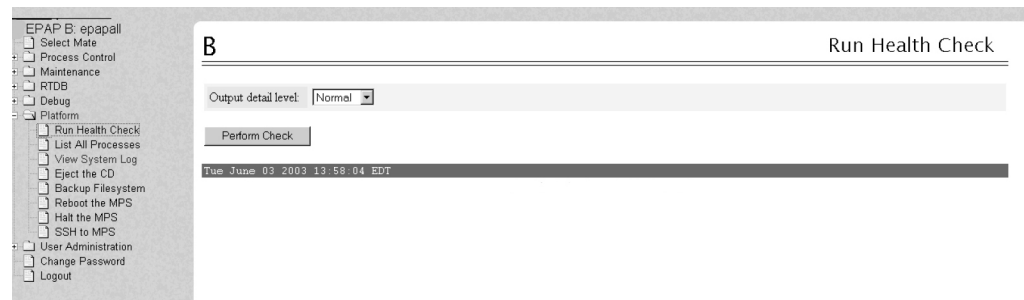 EPAP B: epapall
Select Mate
Process Control
Maintenance
RTDB
Debug
Platform
Run Health Check
List All Processes
View System Log
Eject the CD
Backup Filesystem
Reboot the MPS
Halt the MPS
SSH to MPS
User Administration
Change Password
Logout
B
Run Health Check
Output detail level: Normal
Perform Check
Tue June 03 2003 13:58:04 EDT